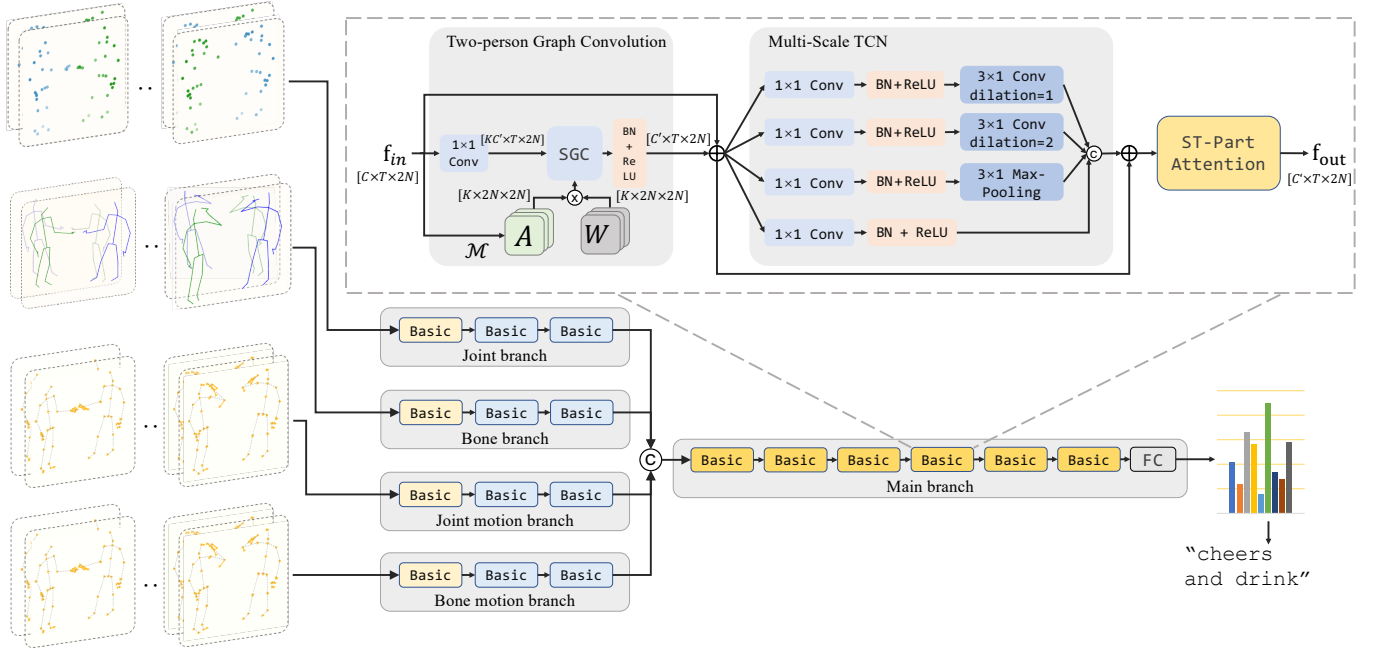 Two-person Graph Convolution
Multi-Scale TCN
f_in
[C×T×2N]
1×1
Conv
[KC'×T×2N]
SGC
BN
+
Re
LU
[C'×T×2N]
[K×2N×2N]
[K×2N×2N]
X
ℳ
A
W
1×1 Conv
BN+ReLU
3×1 Conv
dilation=1
1×1 Conv
BN+ReLU
3×1 Conv
dilation=2
1×1 Conv
BN+ReLU
3×1 Max-
Pooling
1×1 Conv
BN + ReLU
C
ST-Part
Attention
f_out
[C'×T×2N]
Basic
Basic
Basic
Joint branch
Basic
Basic
Basic
Bone branch
Basic
Basic
Basic
Joint motion branch
Basic
Basic
Basic
Bone motion branch
C
Basic
Basic
Basic
Basic
Basic
Basic
FC
Main branch
“cheers
and drink”